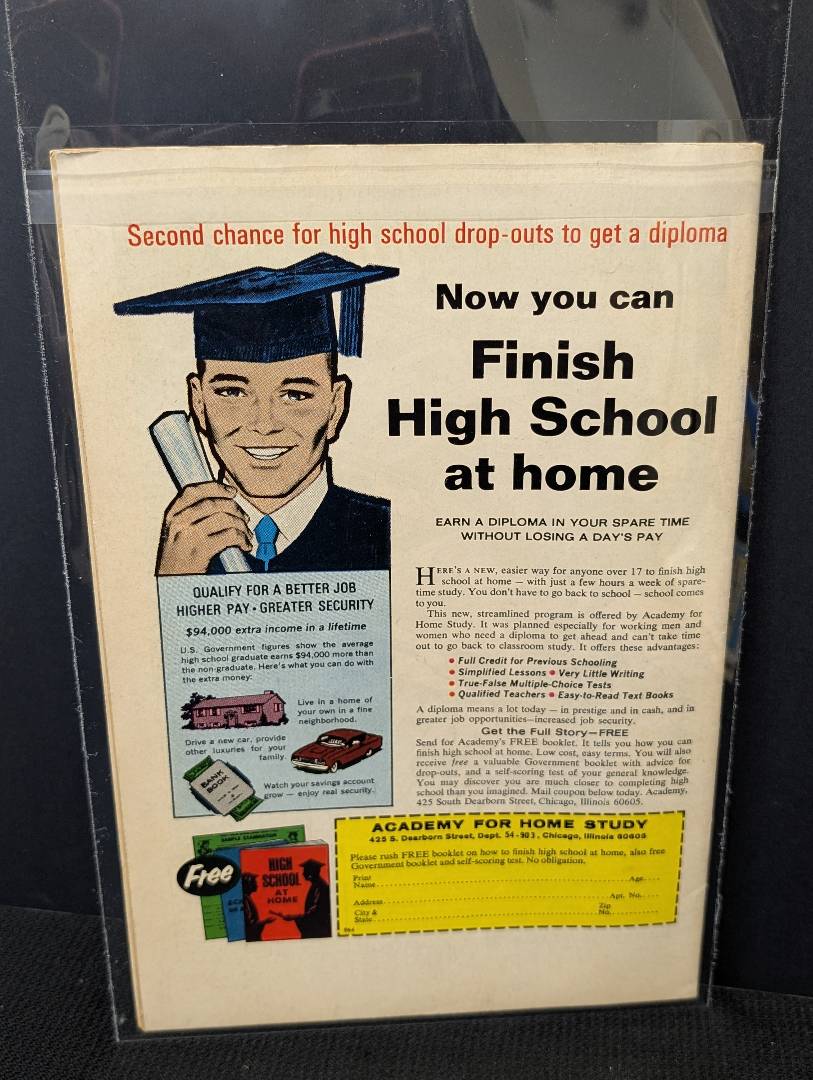 Second chance for high school drop-outs to get a diploma
Now you can
Finish
High School
at home
EARN A DIPLOMA IN YOUR SPARE TIME
WITHOUT LOSING A DAY'S PAY
HERE'S A NEW, easier way for anyone over 17 to finish high
school at home — with just a few hours a week of spare-
time study. You don't have to go back to school — school comes
to you.
This new, streamlined program is offered by Academy for
Home Study. It was planned especially for working men and
women who need a diploma to get ahead and can't take time
out to go back to classroom study. It offers these advantages:
• Full Credit for Previous Schooling
• Simplified Lessons • Very Little Writing
• True-False Multiple-Choice Tests
• Qualified Teachers • Easy-to-Read Text Books
A diploma means a lot today — in prestige and in cash, and in
greater job opportunities—increased job security.
Get the Full Story—FREE
Send for Academy's FREE booklet. It tells you how you can
finish high school at home. Low cost, easy terms. You will also
receive free a valuable Government booklet with advice for
drop-outs, and a self-scoring test of your general knowledge.
You may discover you are much closer to completing high
school than you imagined. Mail coupon below today. Academy,
425 South Dearborn Street, Chicago, Illinois 60605.
QUALIFY FOR A BETTER JOB
HIGHER PAY • GREATER SECURITY
$94,000 extra income in a lifetime
U.S. Government figures show the average
high school graduate earns $94,000 more than
the non-graduate. Here's what you can do with
the extra money:
Live in a home of
your own in a fine
neighborhood.
Drive a new car, provide
other luxuries for your
family.
BANK
BOOK
Watch your savings account
grow — enjoy real security.
Free
SAMPLE EXAMINATION
HIGH
SCHOOL
AT
HOME
ACADEMY FOR HOME STUDY
425 S. Dearborn Street, Dept. 54-903, Chicago, Illinois 60605
Please rush FREE booklet on how to finish high school at home, also free
Government booklet and self-scoring test. No obligation.
Print
Name Age
Address Apt. No.
City & Zip
State No.